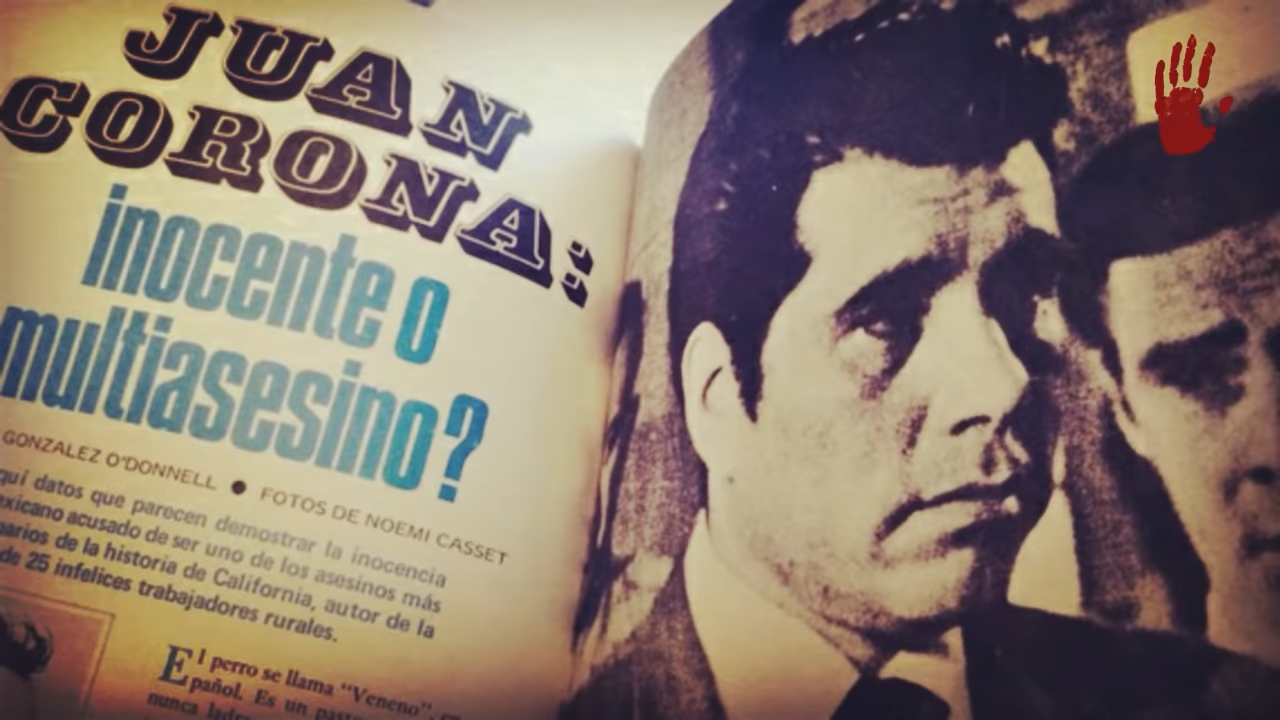 JUAN
CORONA:
inocente o
multiasesino?
GONZALEZ O'DONNELL ● FOTOS DE NOEMI CASSET
quí datos que parecen demostrar la inocencia
exicano acusado de ser uno de los asesinos más
narios de la historia de California, autor de la
de 25 infelices trabajadores rurales.
El perro se llama "Veneno".
pañol. Es un
nunca